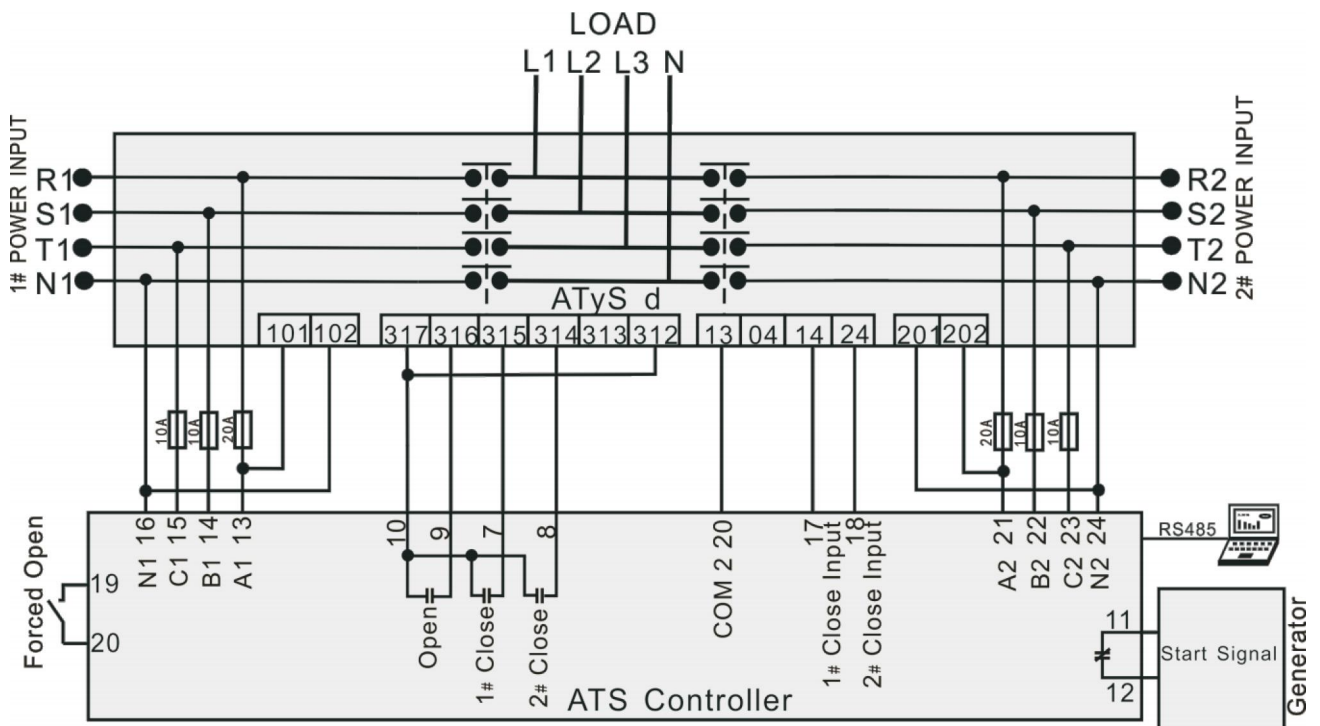 LOAD
L1 L2 L3 N
1# POWER INPUT
R1
S1
T1
N1
R2
S2
T2
N2
2# POWER INPUT
ATyS d
101 102
317 316 315 314 313 312
13 04 14 24
201 202
10A
10A
20A
20A
10A
10A
N1 16
C1 15
B1 14
A1 13
10
9
7
8
COM 2 20
17
1# Close Input
18
2# Close Input
A2 21
B2 22
C2 23
N2 24
RS485
Forced Open
19
20
Open
1# Close
2# Close
11
12
Start Signal
Generator
ATS Controller